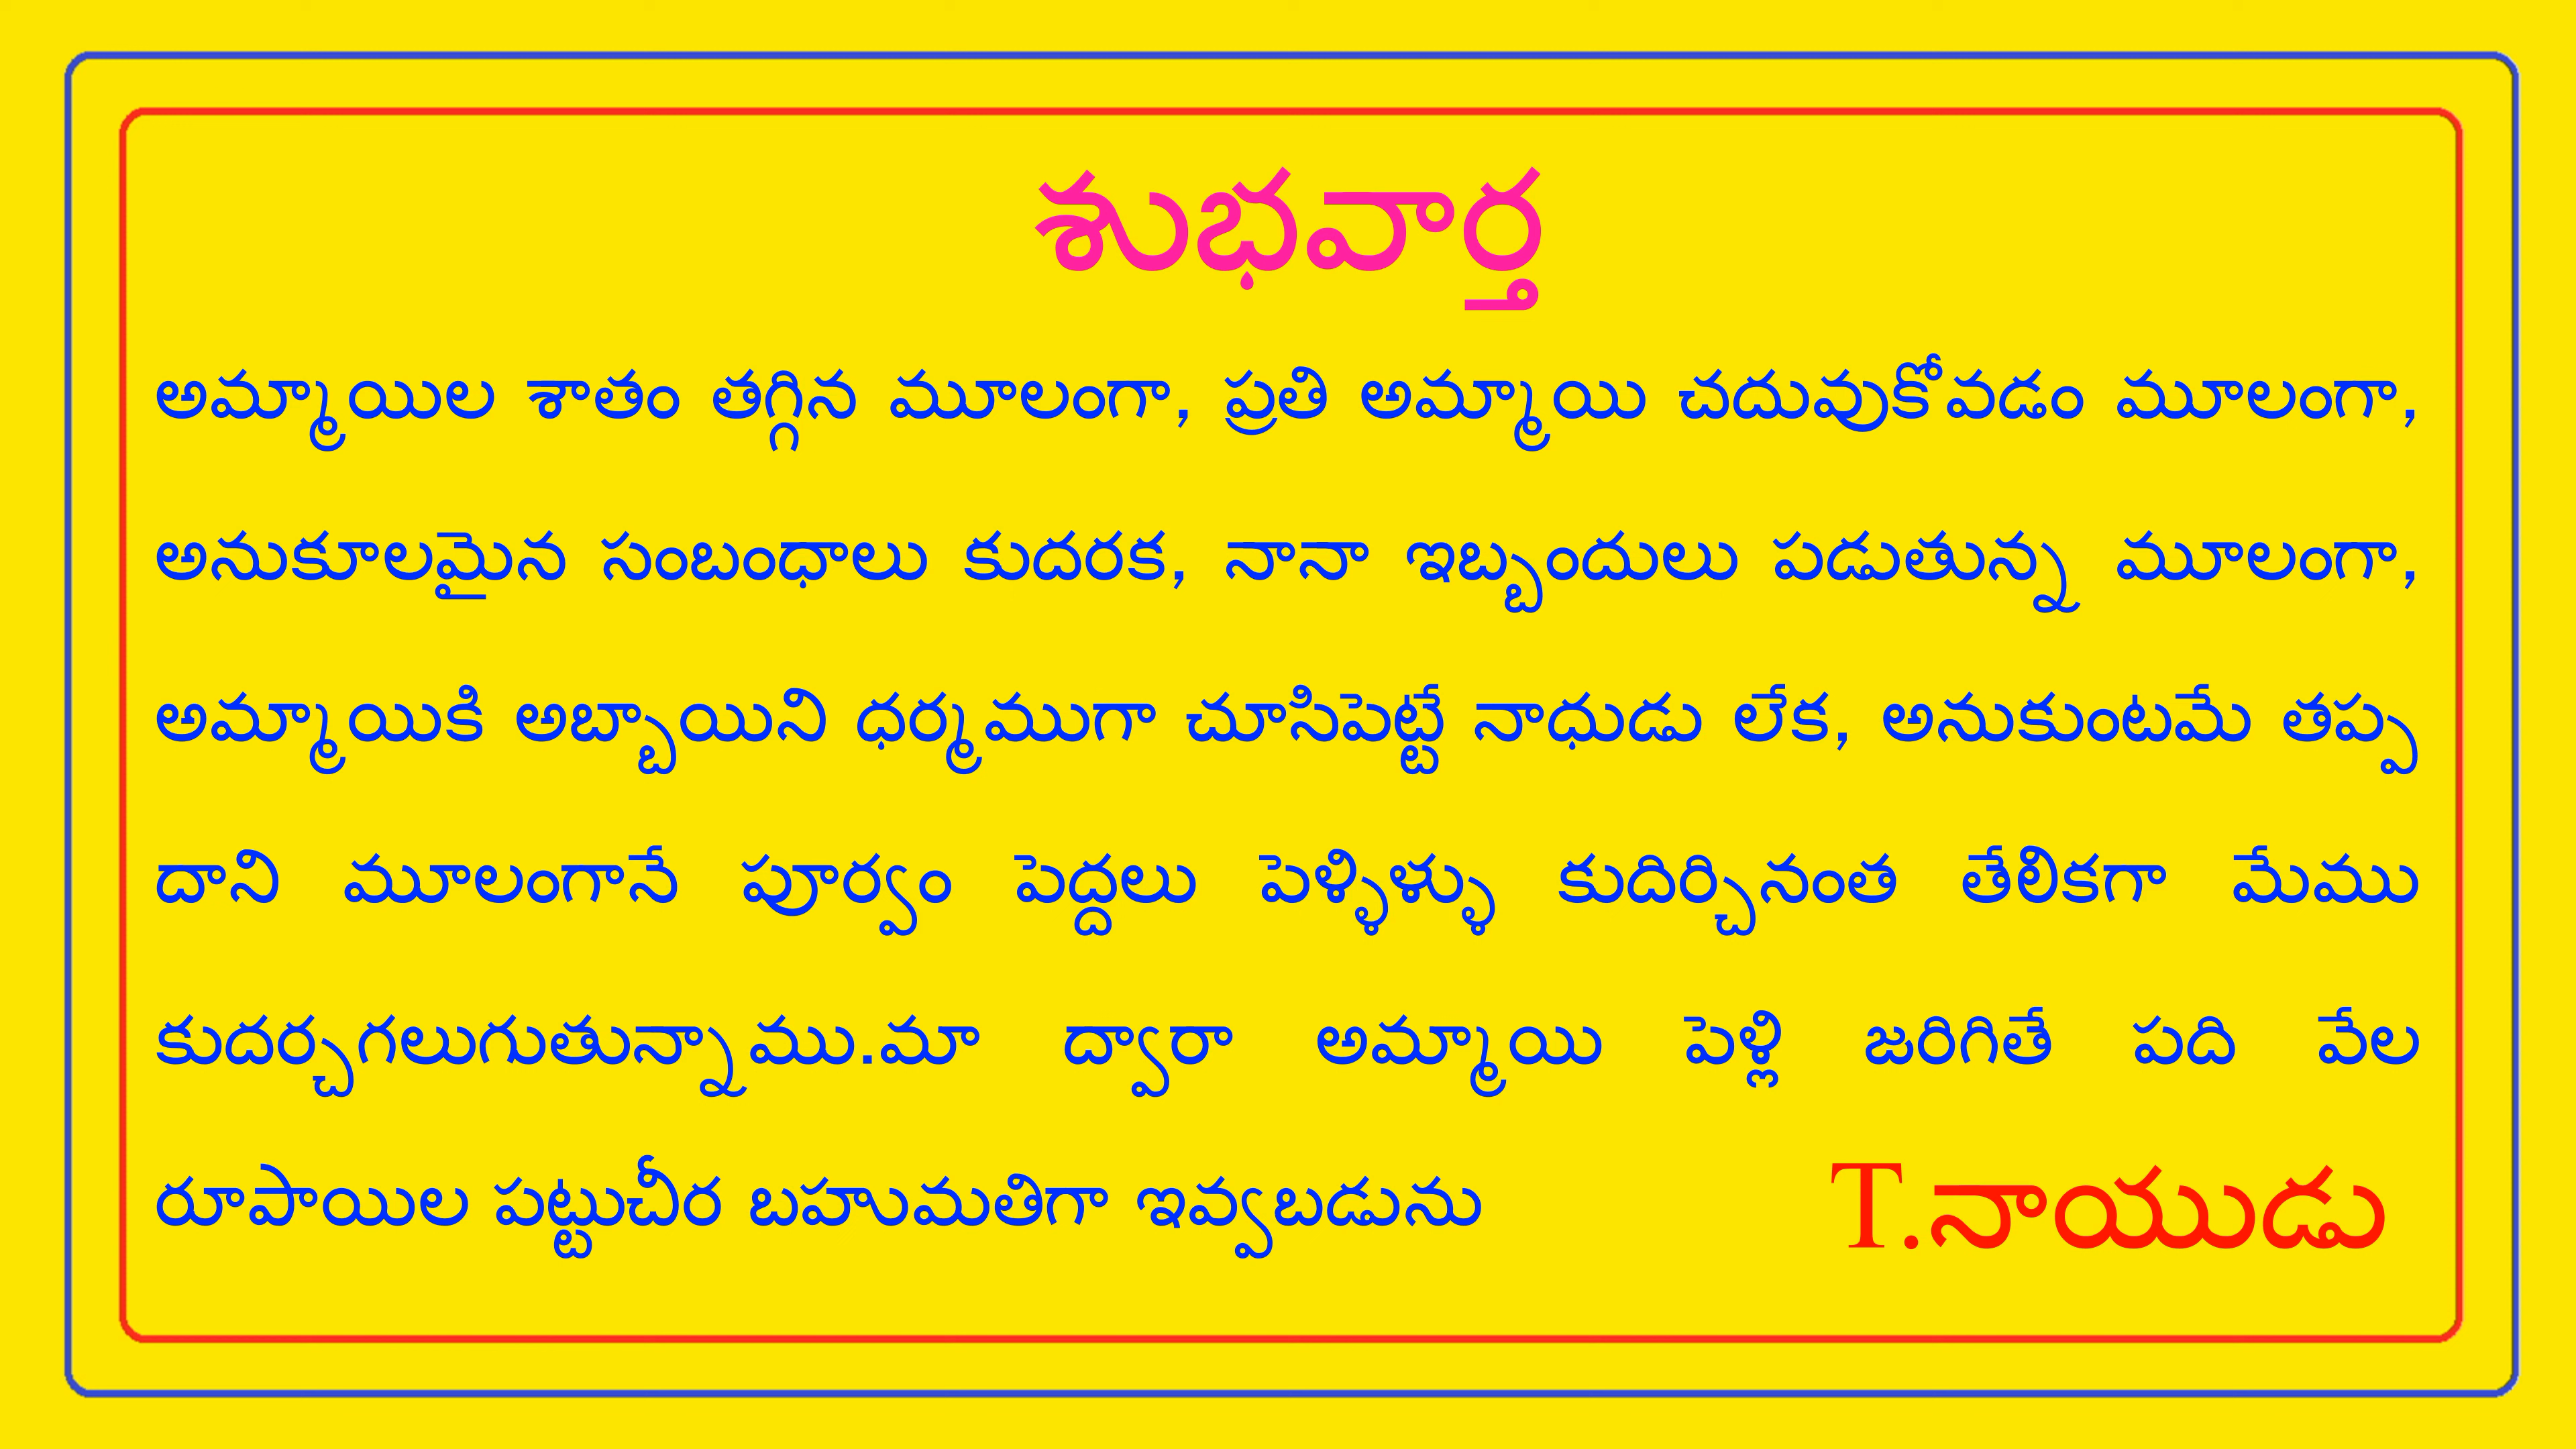 శుభవార్త
అమ్మాయిల శాతం తగ్గిన మూలంగా, ప్రతి అమ్మాయి చదువుకోవడం మూలంగా,
అనుకూలమైన సంబంధాలు కుదరక, నానా ఇబ్బందులు పడుతున్న మూలంగా,
అమ్మాయికి అబ్బాయిని ధర్మముగా చూసిపెట్టే నాధుడు లేక, అనుకుంటమే తప్ప
దాని మూలంగానే పూర్వం పెద్దలు పెళ్ళిళ్ళు కుదిర్చినంత తేలికగా మేము
కుదర్చగలుగుతున్నాము.మా ద్వారా అమ్మాయి పెళ్లి జరిగితే పది వేల
రూపాయిల పట్టుచీర బహుమతిగా ఇవ్వబడును T.నాయుడు